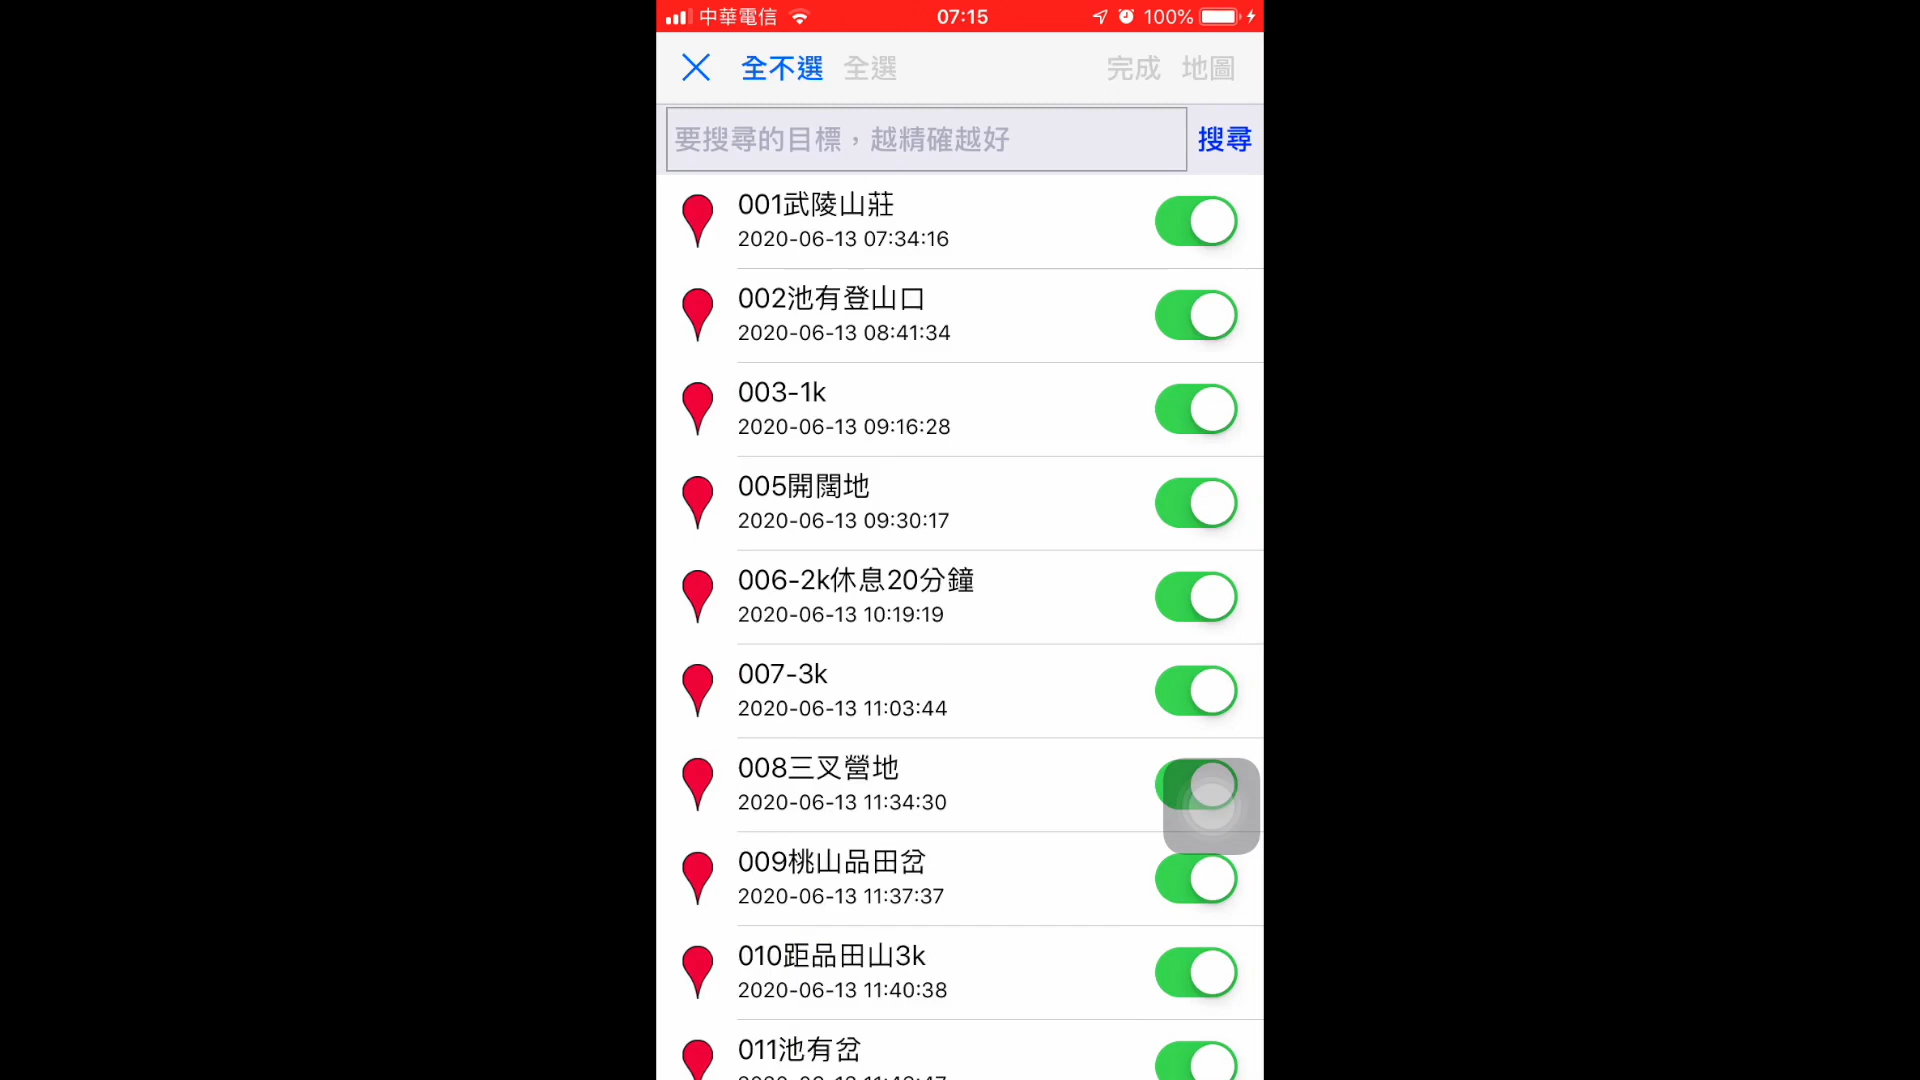 中華電信 07:15 100%
全不選 全選 完成 地圖
要搜尋的目標，越精確越好 搜尋
001武陵山莊
2020-06-13 07:34:16
002池有登山口
2020-06-13 08:41:34
003-1k
2020-06-13 09:16:28
005開闊地
2020-06-13 09:30:17
006-2k休息20分鐘
2020-06-13 10:19:19
007-3k
2020-06-13 11:03:44
008三叉營地
2020-06-13 11:34:30
009桃山品田岔
2020-06-13 11:37:37
010距品田山3k
2020-06-13 11:40:38
011池有岔